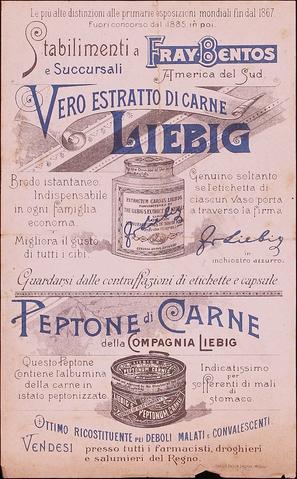 Le più alte distinzioni alle primarie esposizioni mondiali fin dal 1867.
Fuori concorso dal 1885 in poi.
Stabilimenti a FRAY BENTOS
e Succursali America del Sud.
VERO ESTRATTO DI CARNE
LIEBIG
Brodo istantaneo.
Indispensabile
in ogni famiglia
economa.
Migliora il gusto
di tutti i cibi.
EXTRACTUM CARNIS LIEBIG
Genuino soltanto
se l'etichetta di
ciascun vaso porta
a traverso la firma
J v Liebig
in
inchiostro azzurro.
Guardarsi dalle contraffazioni di etichette e capsule
PEPTONE di CARNE
della COMPAGNIA LIEBIG
Questo Peptone
Contiene l'albumina
della carne in
istato peptonizzato.
PEPTONUM CARNIS
Indicatissimo
per
sofferenti di mali
di
stomaco.
OTTIMO RICOSTITUENTE PEI DEBOLI MALATI E CONVALESCENTI.
VENDESI presso tutti i farmacisti, droghieri
e salumieri del Regno.